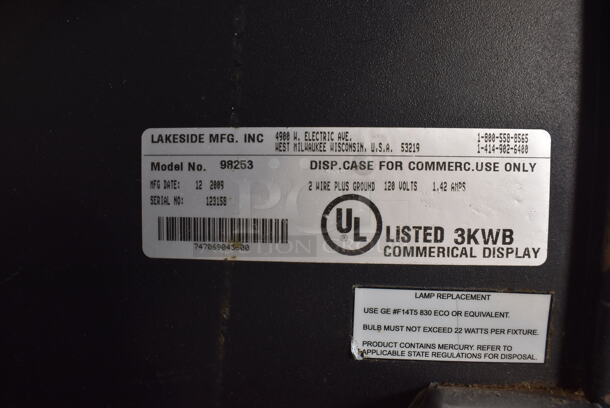 LAKESIDE MFG. INC 4900 W. ELECTRIC AVE. 1-800-558-8565
WEST MILWAUKEE WISCONSIN, U.S.A. 53219 1-414-902-6400
Model No. 98253 DISP.CASE FOR COMMERC.USE ONLY
MFG DATE: 12 2009 2 WIRE PLUS GROUND 120 VOLTS 1.42 AMPS
SERIAL NO: 123158
UL LISTED 3KWB
COMMERICAL DISPLAY
LAMP REPLACEMENT
USE GE #F14T5 830 ECO OR EQUIVALENT.
BULB MUST NOT EXCEED 22 WATTS PER FIXTURE.
PRODUCT CONTAINS MERCURY. REFER TO
APPLICABLE STATE REGULATIONS FOR DISPOSAL.